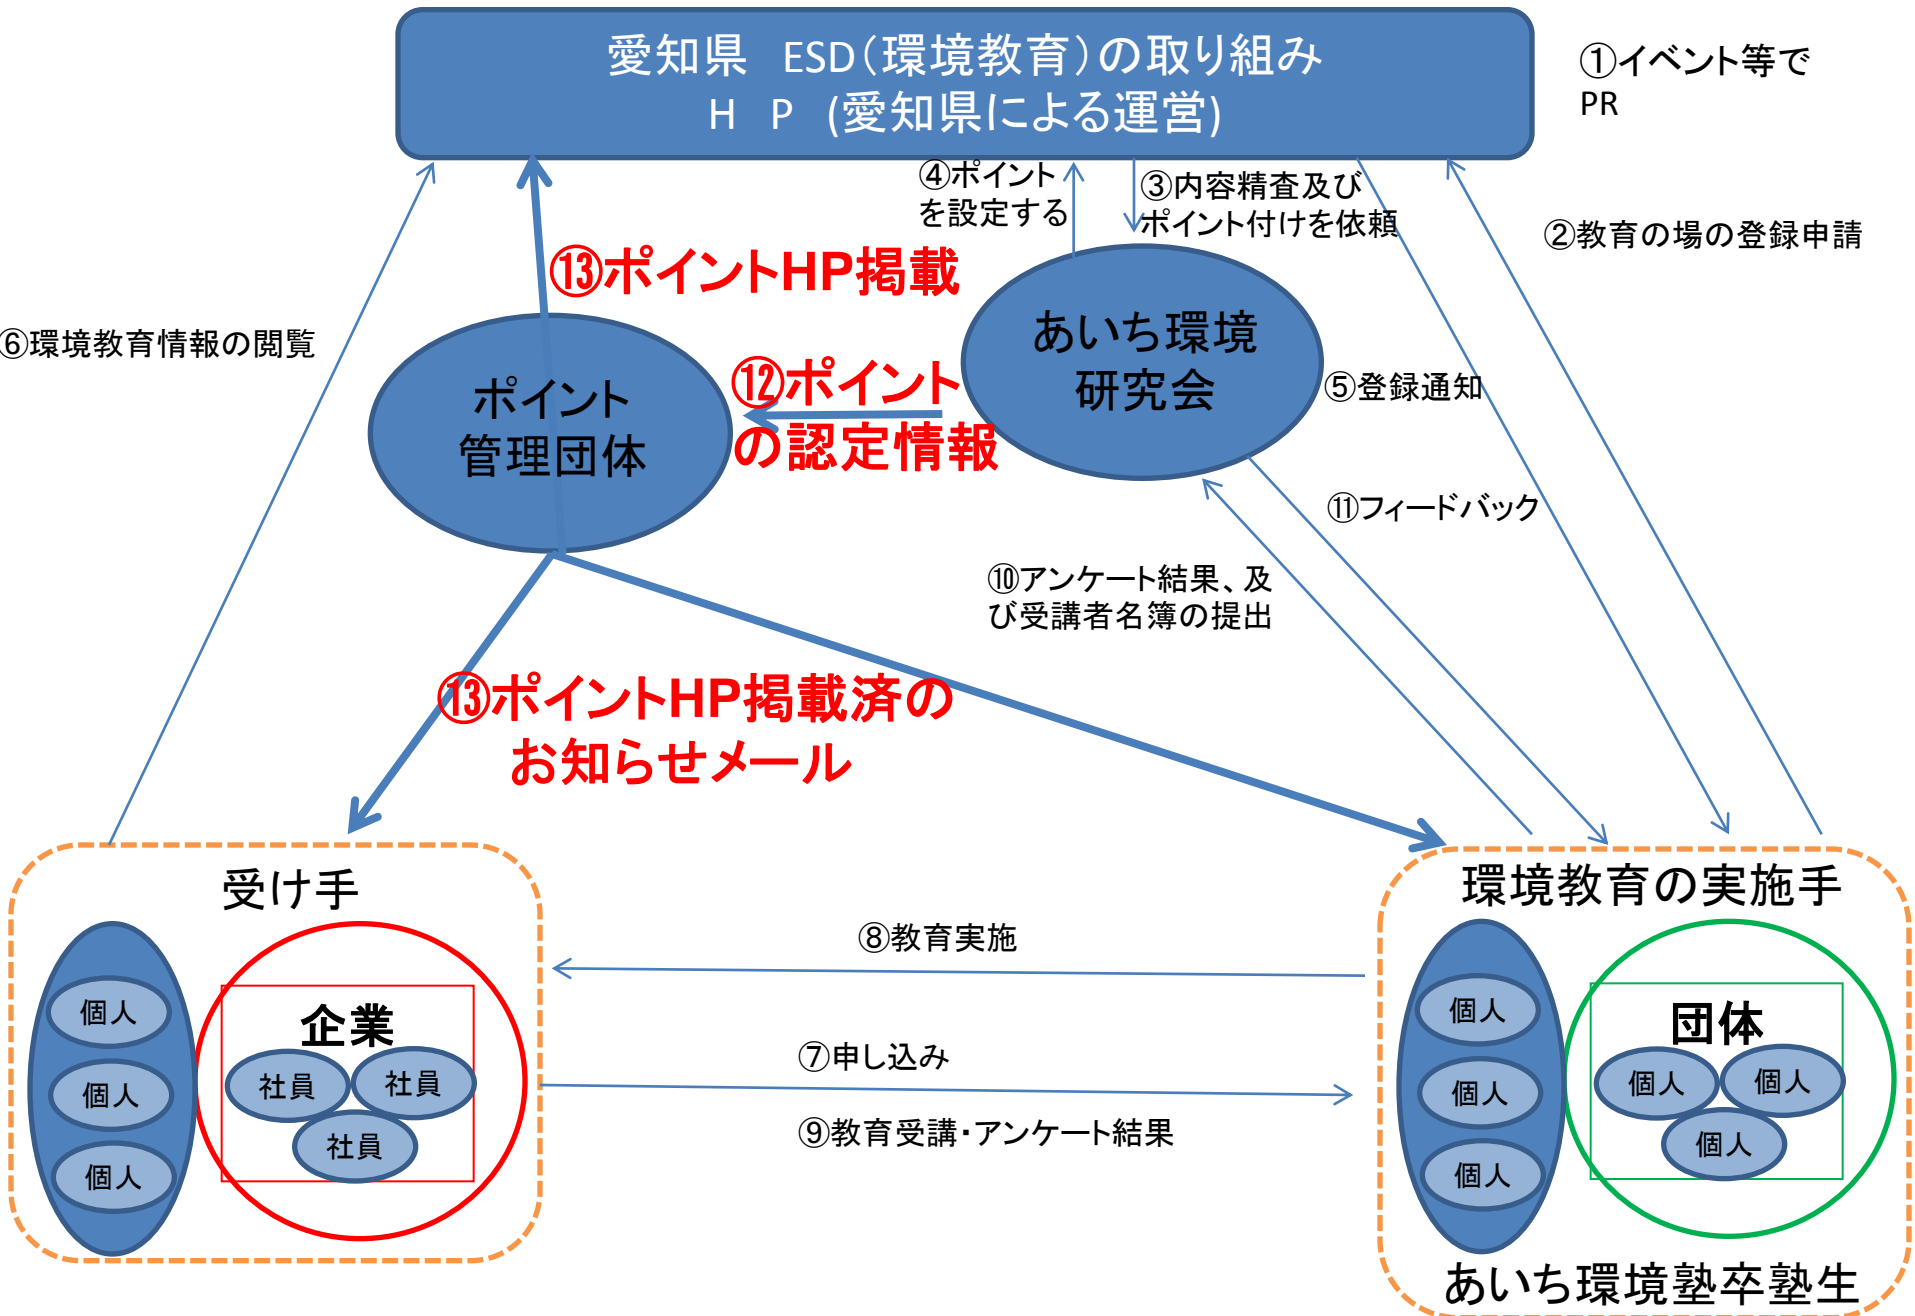 愛知県　ESD（環境教育）の取り組み
Ｈ　Ｐ　(愛知県による運営)
①イベント等で
PR
④ポイント
を設定する
③内容精査及び
ポイント付けを依頼
②教育の場の登録申請
⑬ポイントHP掲載
⑥環境教育情報の閲覧
あいち環境
研究会
⑫ポイント
の認定情報
ポイント
管理団体
⑤登録通知
⑪フィードバック
⑩アンケート結果、及
び受講者名簿の提出
⑬ポイントHP掲載済の
お知らせメール
受け手
個人
個人
個人
企業
社員
社員
社員
⑧教育実施
⑦申し込み
⑨教育受講・アンケート結果
環境教育の実施手
個人
個人
個人
団体
個人
個人
個人
あいち環境塾卒塾生